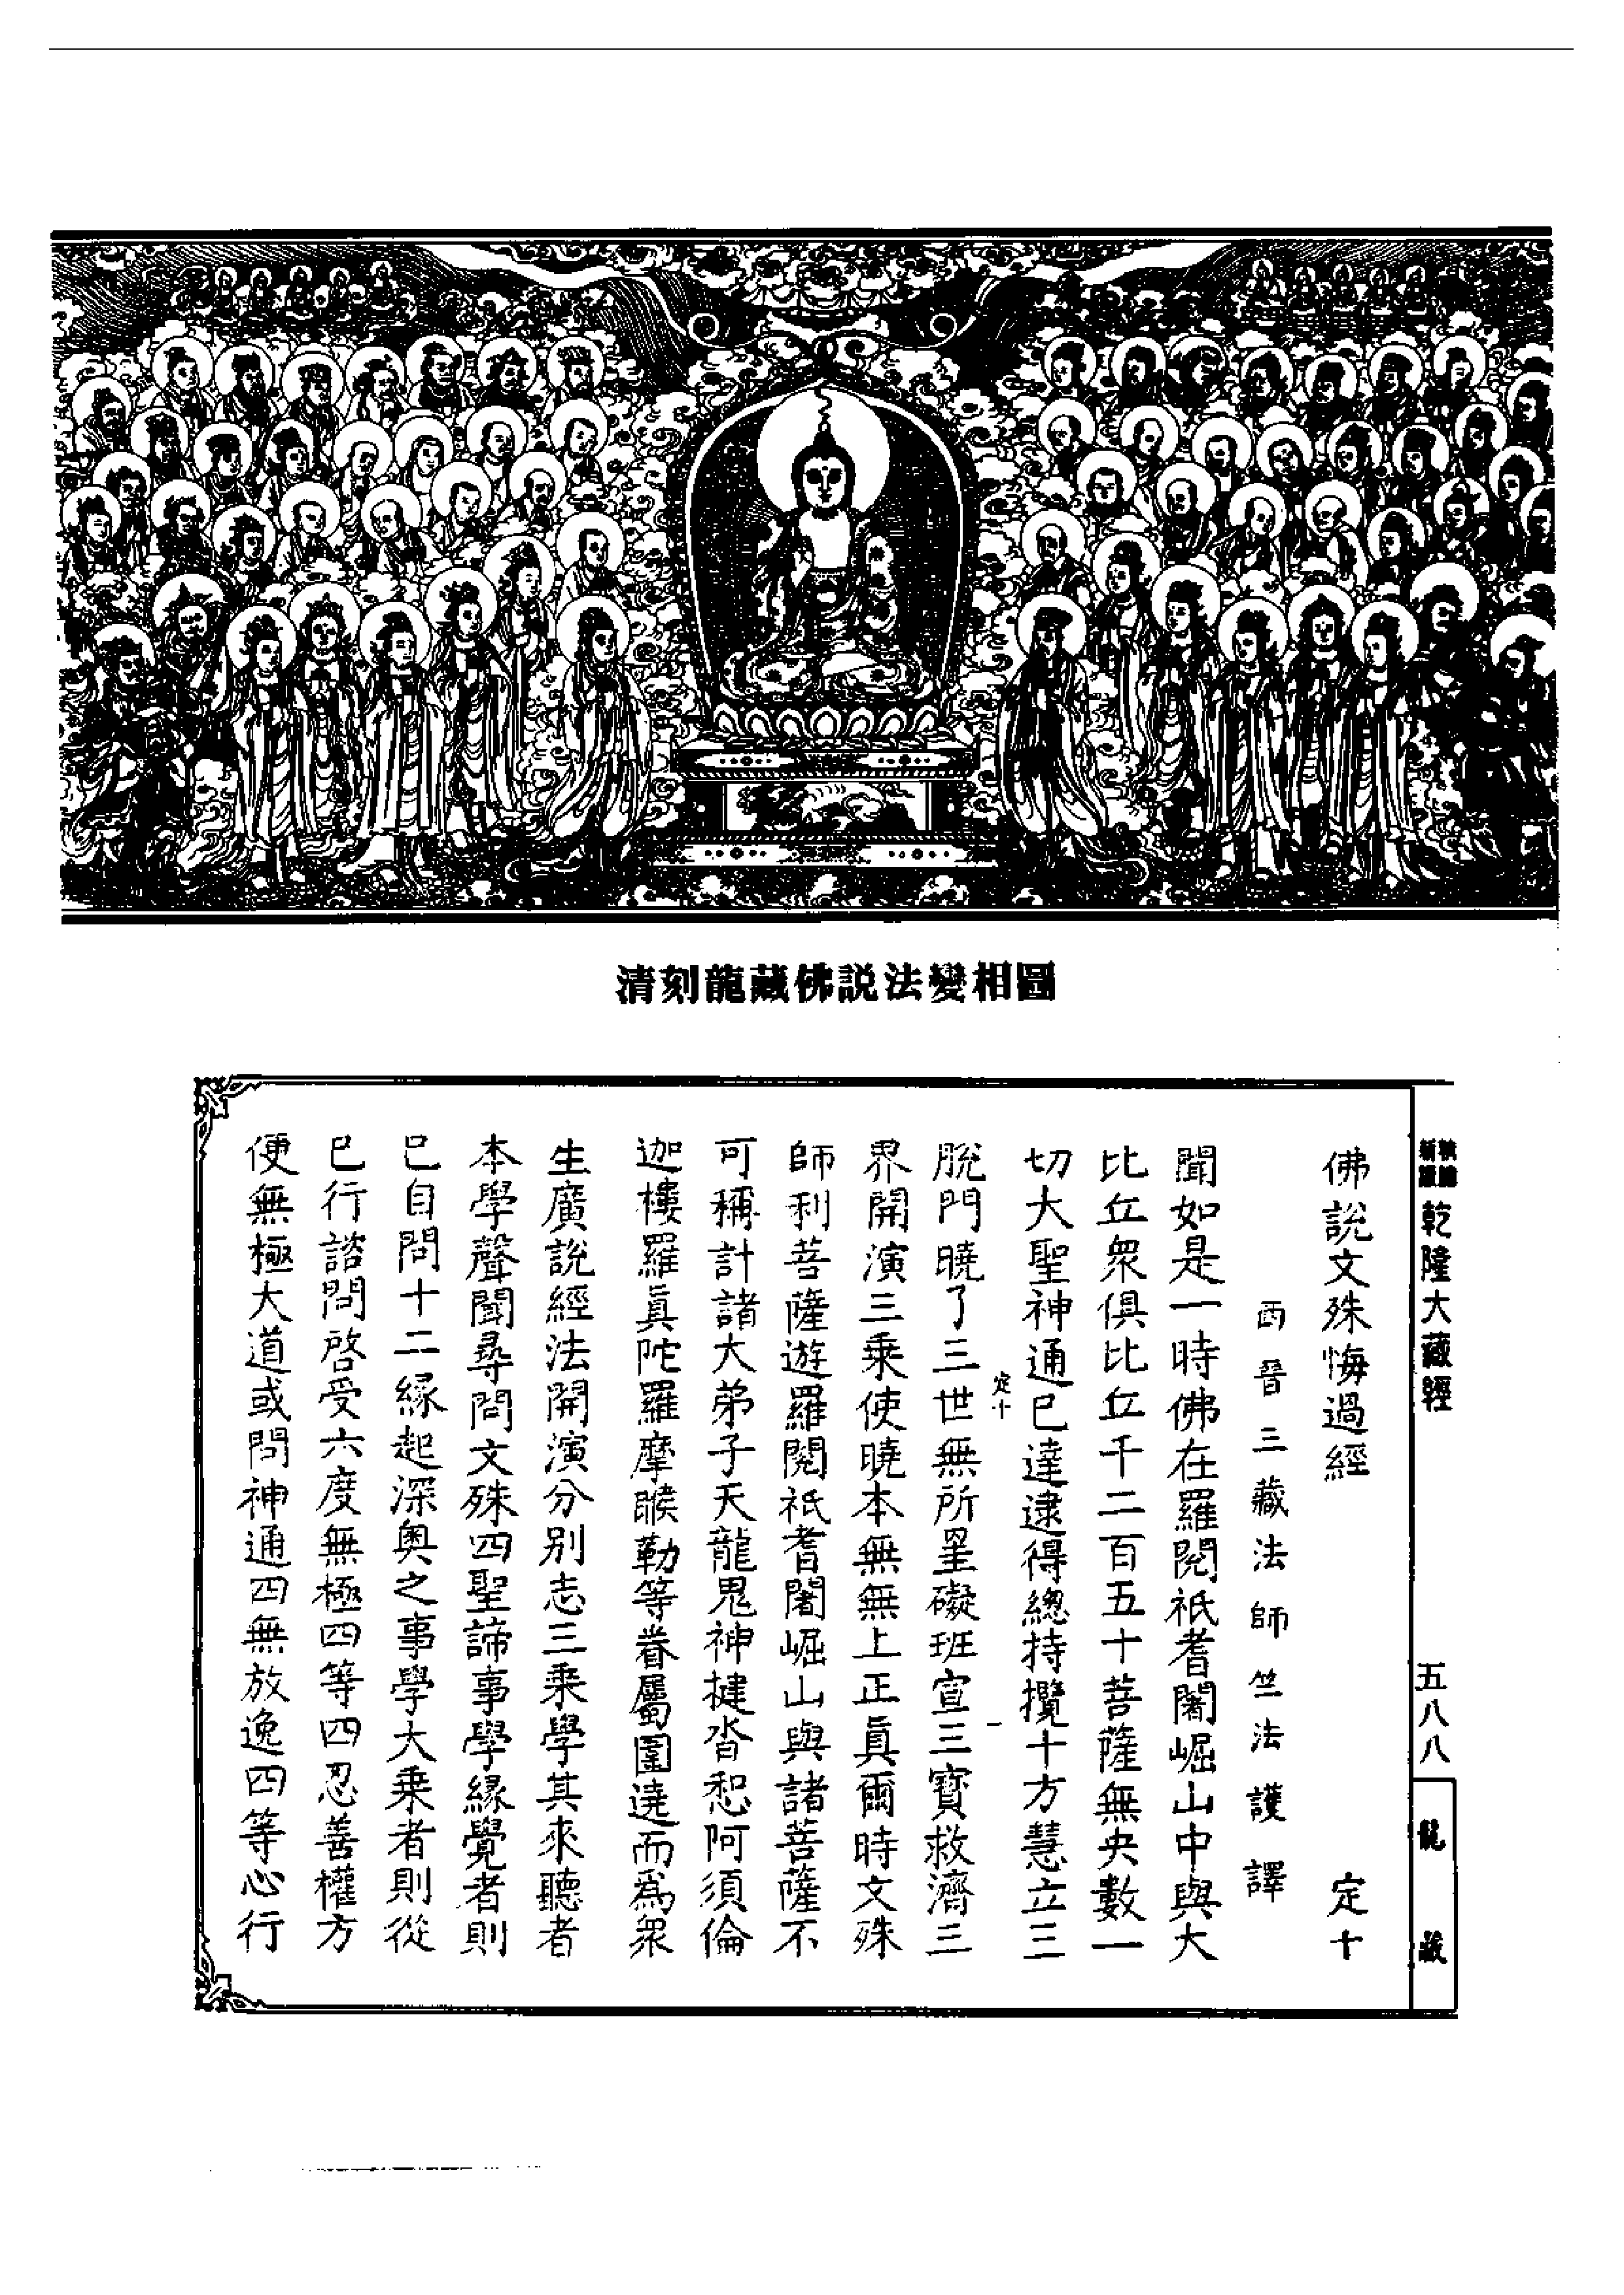 清刻龍藏佛説法變相圖
乾隆大藏經
五八八
龍藏
佛說文殊悔過經 定十
西晉三藏法師竺法護譯
聞如是一時佛在羅閱祇耆闍崛山中與大
比丘衆俱比丘千二百五十菩薩無央數一
切大聖神通已達逮得總持攬十方慧立三
定十 一
脫門曉了三世無所罣礙班宣三寶救濟三
界開演三乘使曉本無無上正眞爾時文殊
師利菩薩遊羅閱祇耆闍崛山與諸菩薩不
可稱計諸大弟子天龍鬼神揵沓惒阿須倫
迦樓羅眞陀羅摩睺勒等眷屬圍遶而爲衆
生廣說經法開演分別志三乘學其來聽者
本學聲聞尋問文殊四聖諦事學緣覺者則
已自問十二緣起深奧之事學大乘者則從
已行諮問啓受六度無極四等四忍善權方
便無極大道或問神通四無放逸四等心行